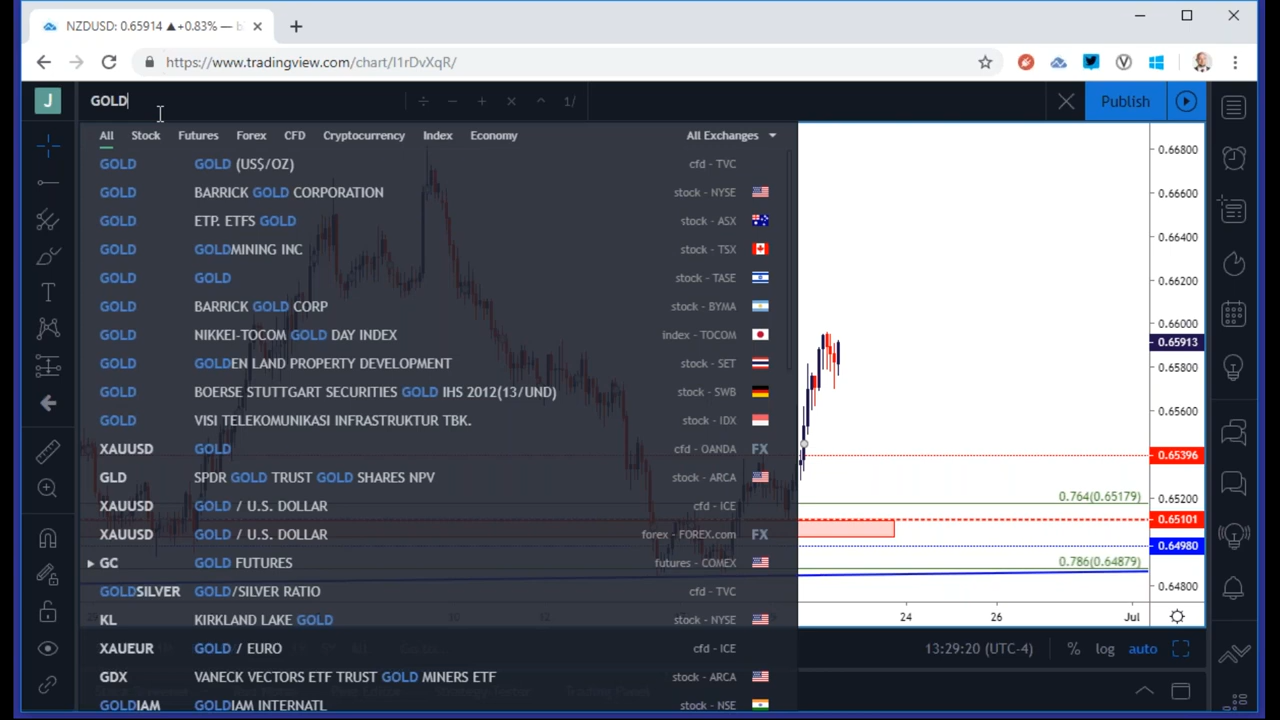 NZDUSD: 0.65914 ▲+0.83% — b
https://www.tradingview.com/chart/I1rDvXqR/
J
GOLD
1/
Publish
All Stock Futures Forex CFD Cryptocurrency Index Economy All Exchanges
GOLD GOLD (US$/OZ) cfd - TVC
GOLD BARRICK GOLD CORPORATION stock - NYSE
GOLD ETP. ETFS GOLD stock - ASX
GOLD GOLDMINING INC stock - TSX
GOLD GOLD stock - TASE
GOLD BARRICK GOLD CORP stock - BYMA
GOLD NIKKEI-TOCOM GOLD DAY INDEX index - TOCOM
GOLD GOLDEN LAND PROPERTY DEVELOPMENT stock - SET
GOLD BOERSE STUTTGART SECURITIES GOLD IHS 2012(13/UND) stock - SWB
GOLD VISI TELEKOMUNIKASI INFRASTRUKTUR TBK. stock - IDX
XAUUSD GOLD cfd - OANDA FX
GLD SPDR GOLD TRUST GOLD SHARES NPV stock - ARCA
XAUUSD GOLD / U.S. DOLLAR cfd - ICE
XAUUSD GOLD / U.S. DOLLAR forex - FOREX.com FX
GC GOLD FUTURES futures - COMEX
GOLDSILVER GOLD/SILVER RATIO cfd - TVC
KL KIRKLAND LAKE GOLD stock - NYSE
XAUEUR GOLD / EURO cfd - ICE
GDX VANECK VECTORS ETF TRUST GOLD MINERS ETF stock - ARCA
GOLDIAM GOLDIAM INTERNATL stock - NSE
0.66800
0.66600
0.66400
0.66200
0.66000
0.65913
0.65800
0.65600
0.65396
0.764(0.65179)
0.65200
0.65101
0.64980
0.786(0.64879)
0.64800
24 26 Jul
13:29:20 (UTC-4) % log auto